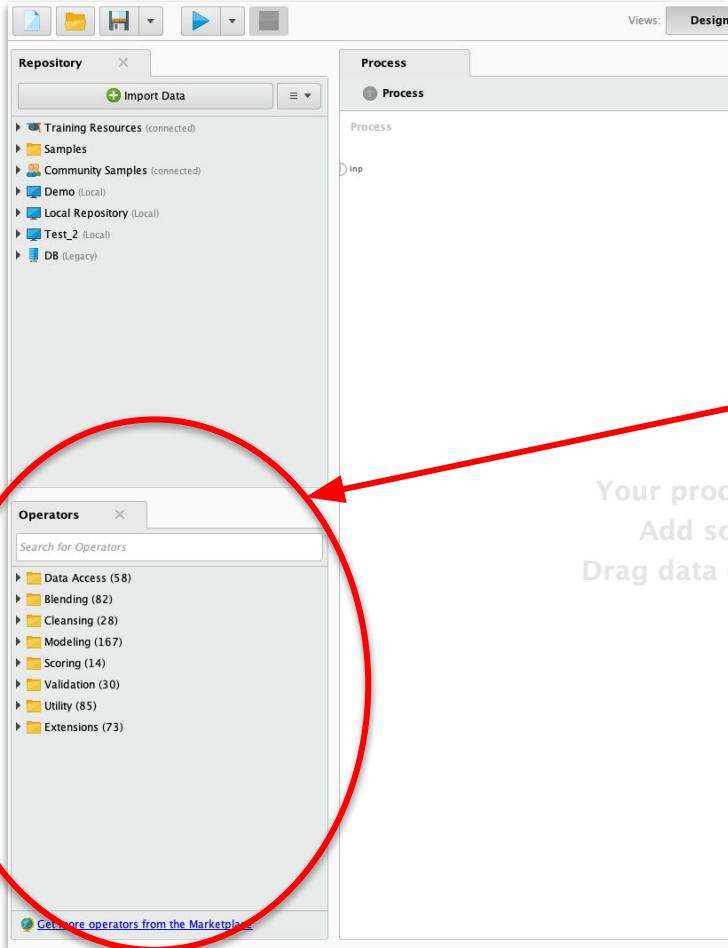 Views: Design
Repository
Process
Import Data
Process
Training Resources (connected)
Process
Samples
inp
Community Samples (connected)
Demo (Local)
Local Repository (Local)
Test_2 (Local)
DB (Legacy)
Your proc
Add so
Drag data
Operators
Search for Operators
Data Access (58)
Blending (82)
Cleansing (28)
Modeling (167)
Scoring (14)
Validation (30)
Utility (85)
Extensions (73)
Get more operators from the Marketplace